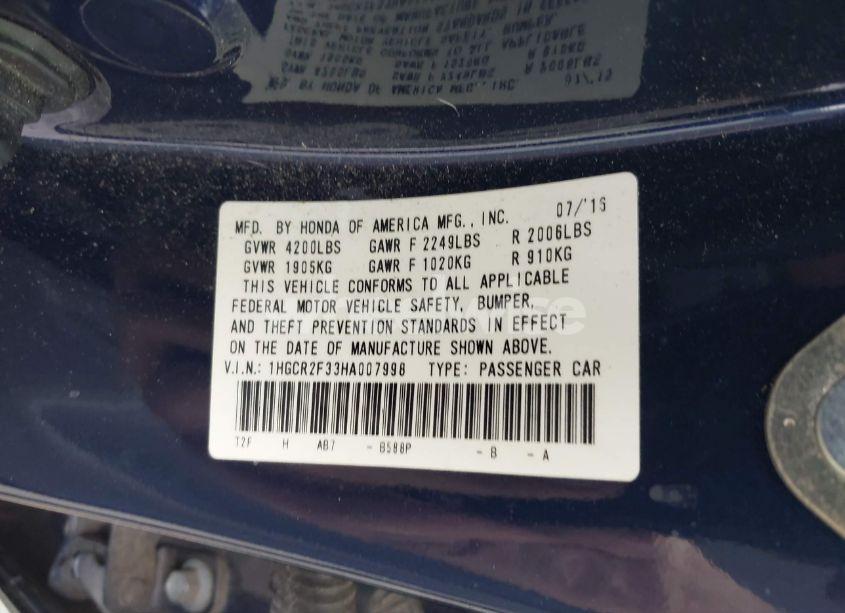 MFD. BY HONDA OF AMERICA MFG., INC. 07/'16
GVWR 4200LBS GAWR F 2249LBS R 2006LBS
GVWR 1905KG GAWR F 1020KG R 910KG
THIS VEHICLE CONFORMS TO ALL APPLICABLE
FEDERAL MOTOR VEHICLE SAFETY, BUMPER,
AND THEFT PREVENTION STANDARDS IN EFFECT
ON THE DATE OF MANUFACTURE SHOWN ABOVE.
V.I.N.: 1HGCR2F33HA007998 TYPE: PASSENGER CAR
T2F H AB7 - B588P - B - A